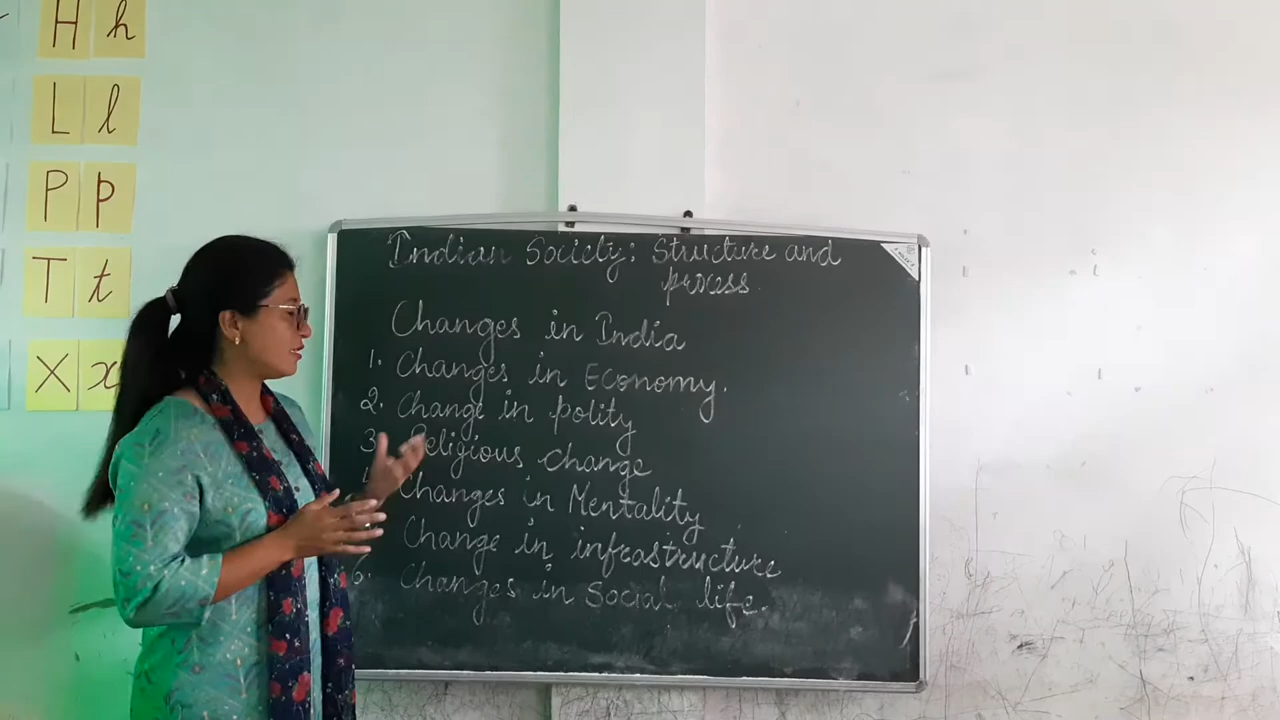 H h
L l
P p
T t
X x
Indian Society: Structure and
process
Changes in India
1. Changes in Economy.
2. Change in polity
3. Religious change
Changes in Mentality
Change in infrastructure
6. Changes in Social life.